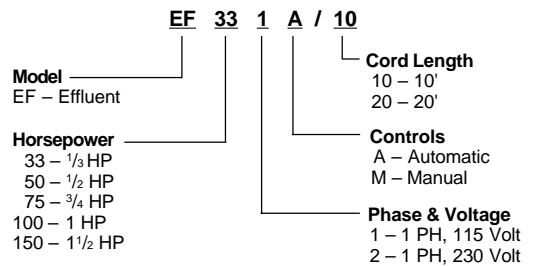 EF 33 1 A / 10
Model
EF – Effluent
Horsepower
33 – 1/3 HP
50 – 1/2 HP
75 – 3/4 HP
100 – 1 HP
150 – 1 1/2 HP
Cord Length
10 – 10'
20 – 20'
Controls
A – Automatic
M – Manual
Phase & Voltage
1 – 1 PH, 115 Volt
2 – 1 PH, 230 Volt